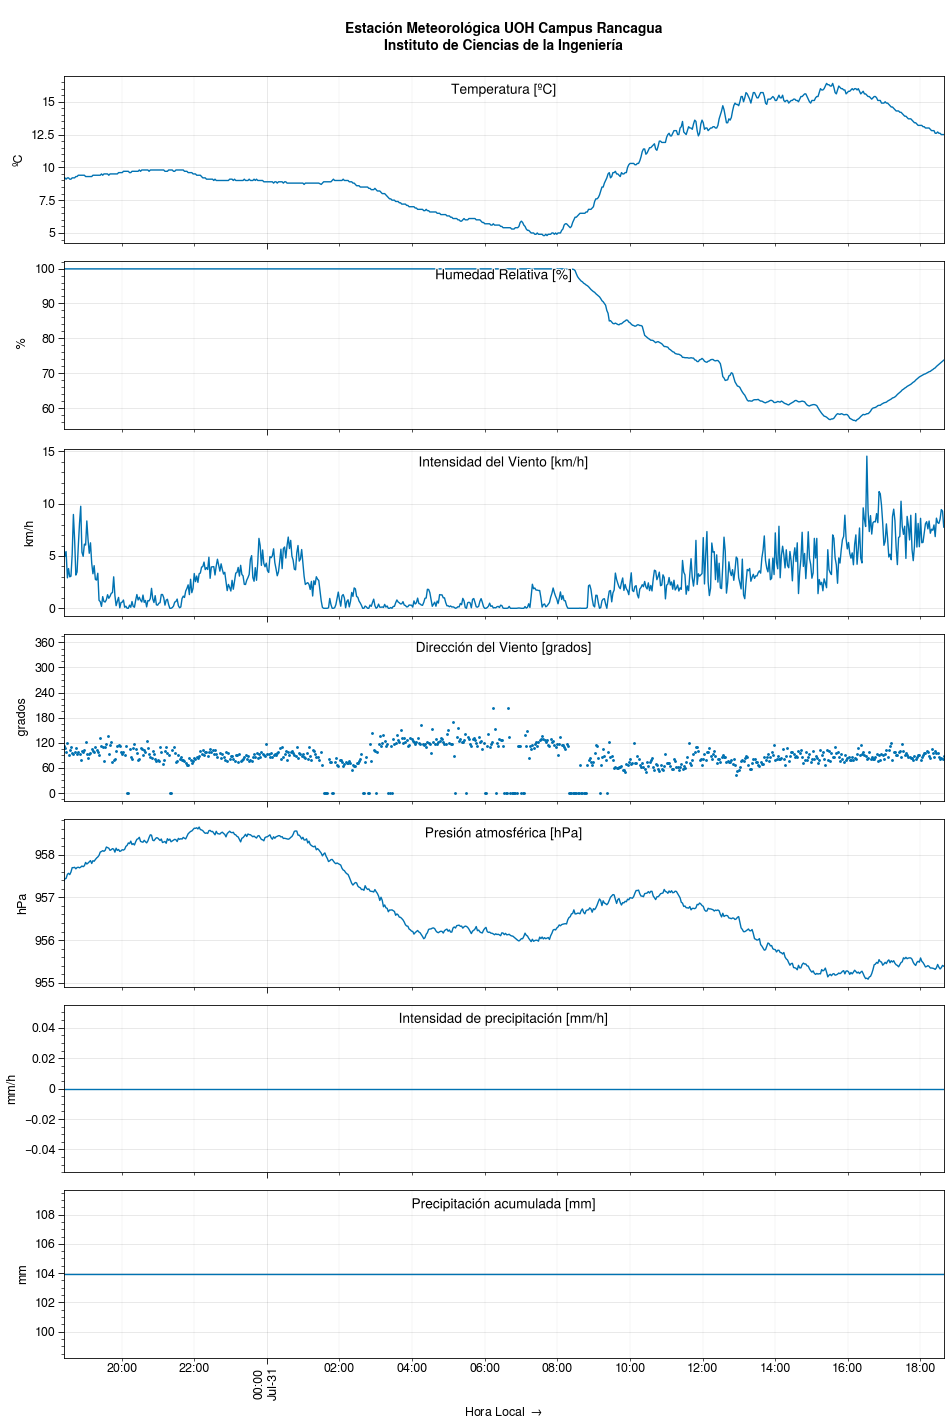 Estación Meteorológica UOH Campus Rancagua
Instituto de Ciencias de la Ingeniería
Temperatura [ºC]
15
12.5
10
7.5
5
ºC
Humedad Relativa [%]
100
90
80
70
60
%
Intensidad del Viento [km/h]
15
10
5
0
km/h
Dirección del Viento [grados]
360
300
240
180
120
60
0
grados
Presión atmosférica [hPa]
958
957
956
955
hPa
Intensidad de precipitación [mm/h]
0.04
0.02
0
−0.02
−0.04
mm/h
Precipitación acumulada [mm]
108
106
104
102
100
mm
20:00 22:00 00:00 02:00 04:00 06:00 08:00 10:00 12:00 14:00 16:00 18:00
Jul-31
Hora Local →